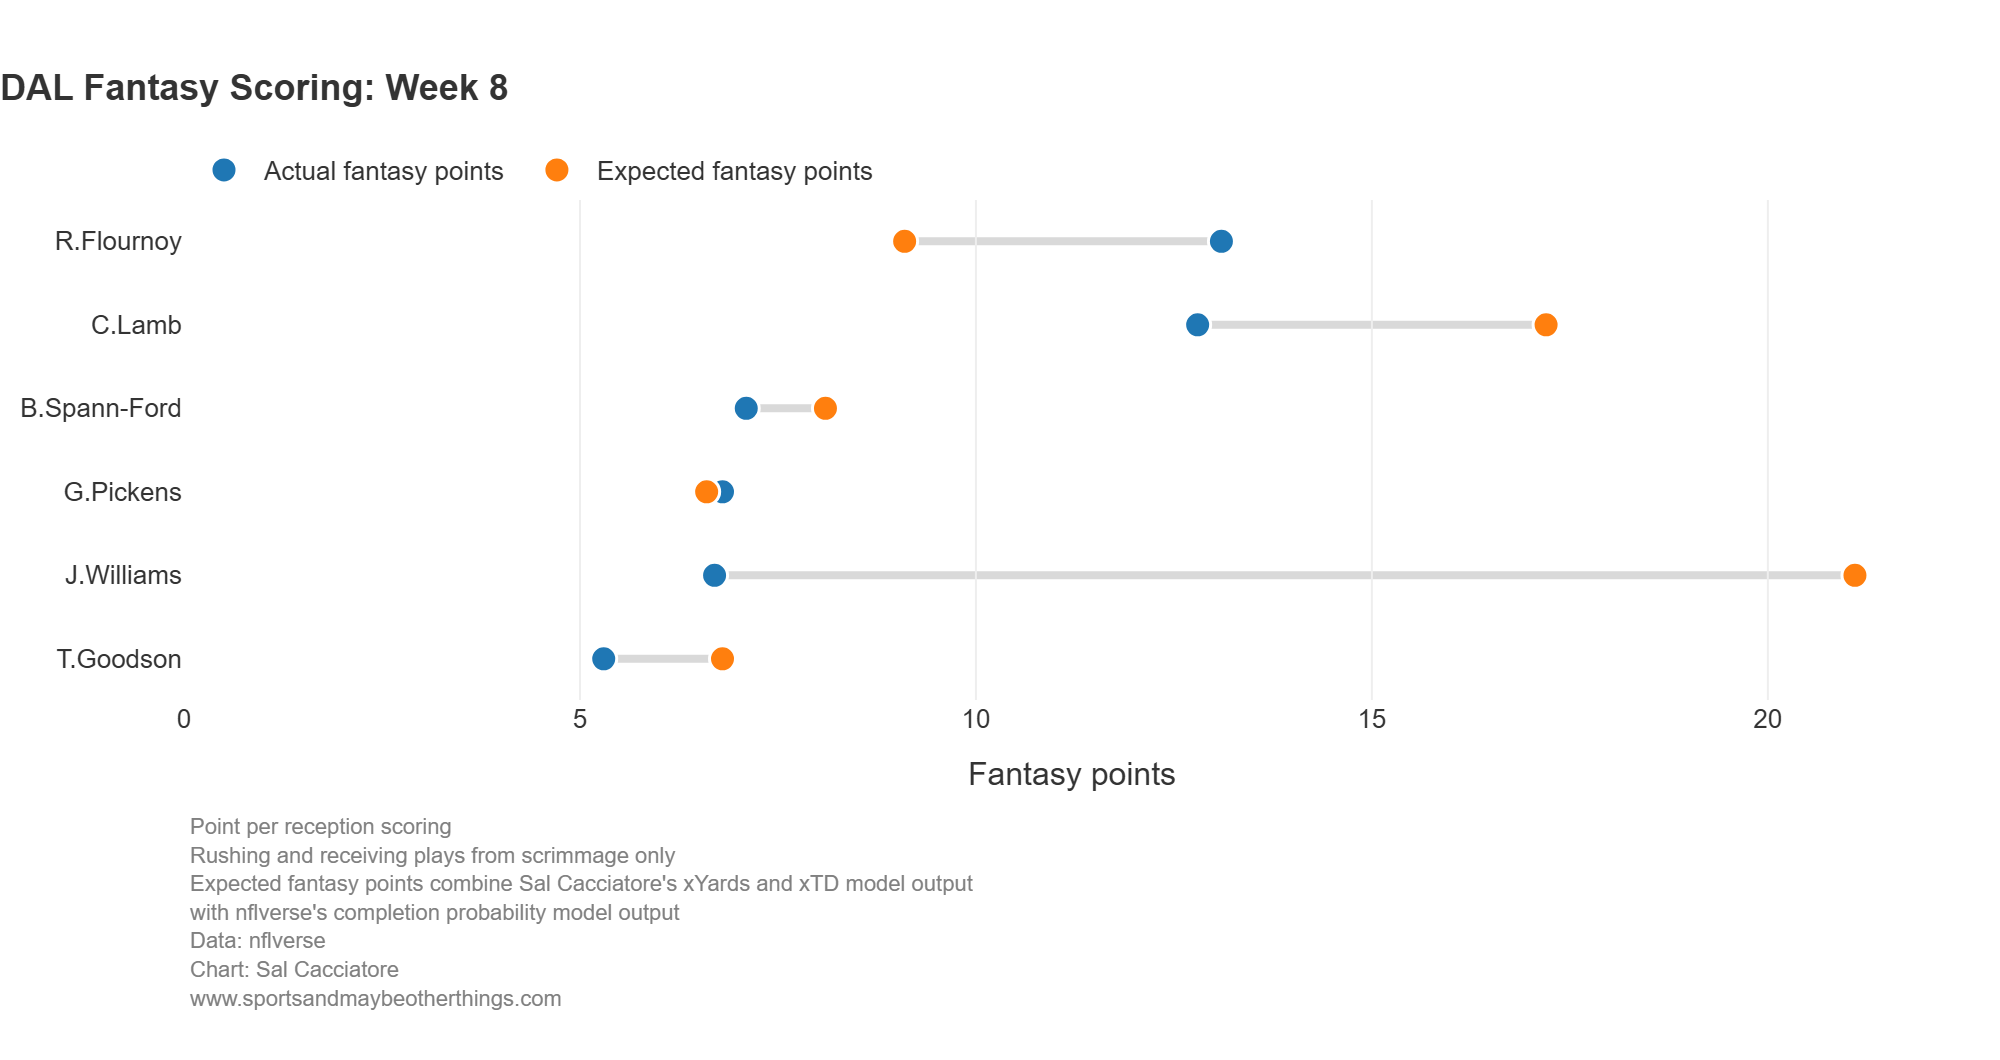 DAL Fantasy Scoring: Week 8
Actual fantasy points
Expected fantasy points
R.Flournoy
C.Lamb
B.Spann-Ford
G.Pickens
J.Williams
T.Goodson
0 5 10 15 20
Fantasy points
Point per reception scoring
Rushing and receiving plays from scrimmage only
Expected fantasy points combine Sal Cacciatore's xYards and xTD model output
with nflverse's completion probability model output
Data: nflverse
Chart: Sal Cacciatore
www.sportsandmaybeotherthings.com